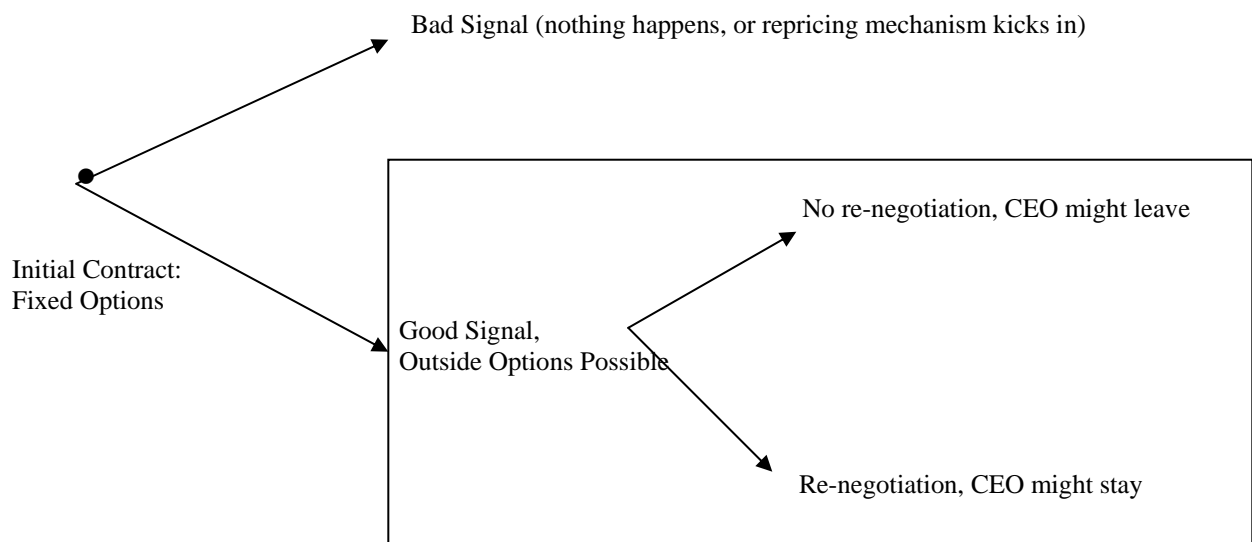 Bad Signal (nothing happens, or repricing mechanism kicks in)
No re-negotiation, CEO might leave
Initial Contract:
Fixed Options
Good Signal,
Outside Options Possible
Re-negotiation, CEO might stay